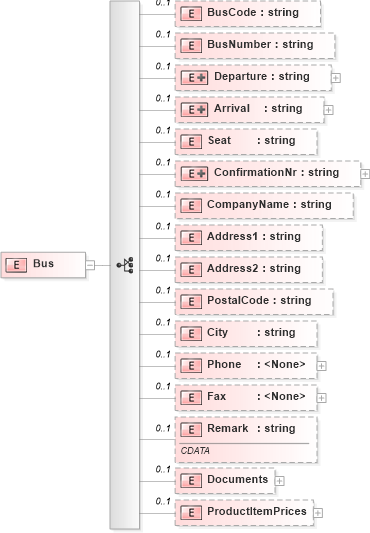 0..1
E BusCode : string
0..1
E BusNumber : string
0..1
E Departure : string
0..1
E Arrival : string
0..1
E Seat : string
0..1
E ConfirmationNr : string
0..1
E CompanyName : string
0..1
E Address1 : string
E Bus
0..1
E Address2 : string
0..1
E PostalCode : string
0..1
E City : string
0..1
E Phone : <None>
0..1
E Fax : <None>
0..1
E Remark : string
CDATA
0..1
E Documents
0..1
E ProductItemPrices